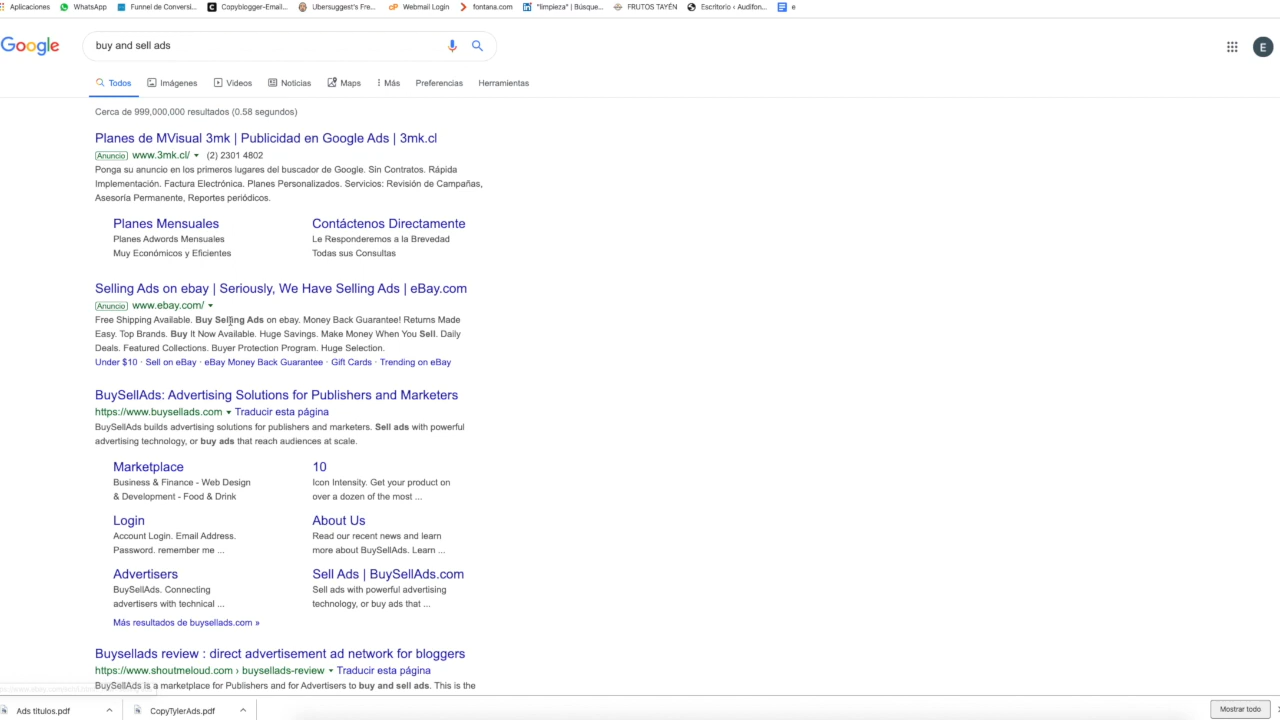 Aplicaciones WhatsApp Funnel de Conversi... Copyblogger-Email... Ubersuggest's Fre... Webmail Login fontana.com "limpieza" | Búsque... FRUTOS TAYÉN Escritorio ‹ Audifon... e
Google buy and sell ads E
Todos Imágenes Videos Noticias Maps Más Preferencias Herramientas
Cerca de 999,000,000 resultados (0.58 segundos)
Planes de MVisual 3mk | Publicidad en Google Ads | 3mk.cl
Anuncio www.3mk.cl/ (2) 2301 4802
Ponga su anuncio en los primeros lugares del buscador de Google. Sin Contratos. Rápida
Implementación. Factura Electrónica. Planes Personalizados. Servicios: Revisión de Campañas,
Asesoría Permanente, Reportes periódicos.
Planes Mensuales Contáctenos Directamente
Planes Adwords Mensuales Le Responderemos a la Brevedad
Muy Económicos y Eficientes Todas sus Consultas
Selling Ads on ebay | Seriously, We Have Selling Ads | eBay.com
Anuncio www.ebay.com/
Free Shipping Available. Buy Selling Ads on ebay. Money Back Guarantee! Returns Made
Easy. Top Brands. Buy It Now Available. Huge Savings. Make Money When You Sell. Daily
Deals. Featured Collections. Buyer Protection Program. Huge Selection.
Under $10 · Sell on eBay · eBay Money Back Guarantee · Gift Cards · Trending on eBay
BuySellAds: Advertising Solutions for Publishers and Marketers
https://www.buysellads.com Traducir esta página
BuySellAds builds advertising solutions for publishers and marketers. Sell ads with powerful
advertising technology, or buy ads that reach audiences at scale.
Marketplace 10
Business & Finance - Web Design Icon Intensity. Get your product on
& Development - Food & Drink over a dozen of the most ...
Login About Us
Account Login. Email Address. Read our recent news and learn
Password. remember me ... more about BuySellAds. Learn ...
Advertisers Sell Ads | BuySellAds.com
BuySellAds. Connecting Sell ads with powerful advertising
advertisers with technical ... technology, or buy ads that ...
Más resultados de buysellads.com »
Buysellads review : direct advertisement ad network for bloggers
https://www.shoutmeloud.com › buysellads-review Traducir esta página
BuySellAds is a marketplace for Publishers and for Advertisers to buy and sell ads. This is the
Ads titulos.pdf CopyTylerAds.pdf Mostrar todo